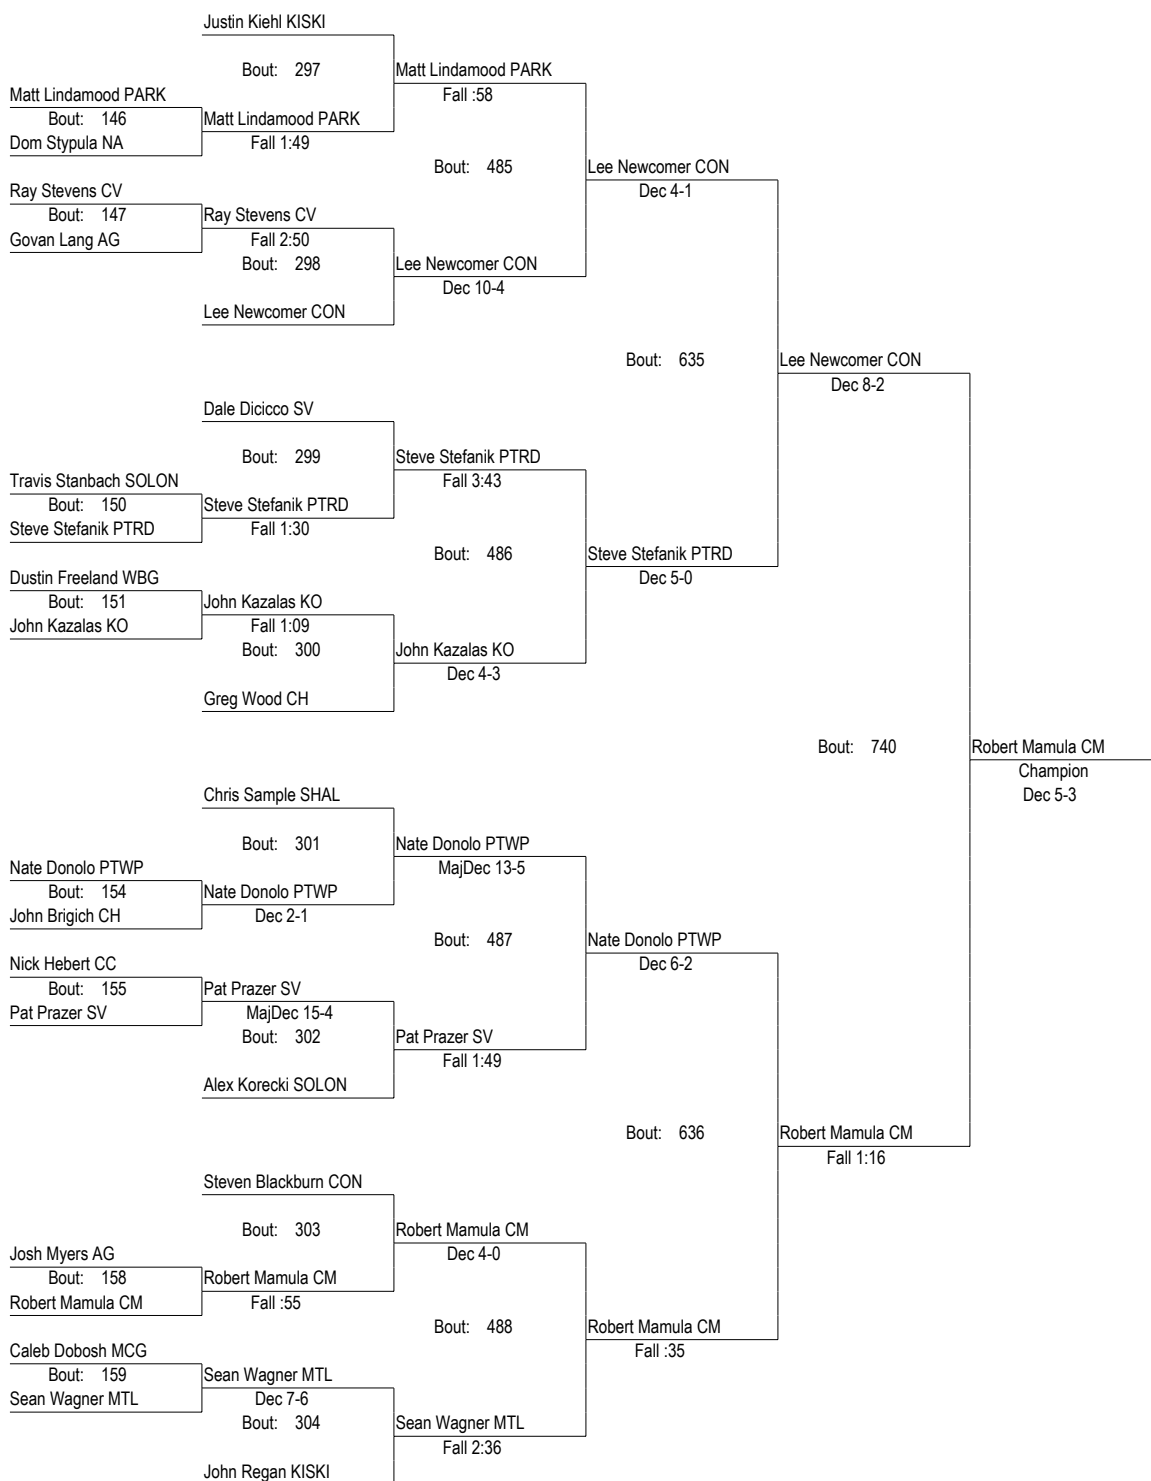 Justin Kiehl KISKI
Bout: 297
Matt Lindamood PARK
Fall :58
Matt Lindamood PARK
Bout: 146
Matt Lindamood PARK
Dom Stypula NA
Fall 1:49
Bout: 485
Lee Newcomer CON
Dec 4-1
Ray Stevens CV
Bout: 147
Ray Stevens CV
Govan Lang AG
Fall 2:50
Bout: 298
Lee Newcomer CON
Dec 10-4
Lee Newcomer CON
Bout: 635
Lee Newcomer CON
Dec 8-2
Dale Dicicco SV
Bout: 299
Steve Stefanik PTRD
Fall 3:43
Travis Stanbach SOLON
Bout: 150
Steve Stefanik PTRD
Steve Stefanik PTRD
Fall 1:30
Bout: 486
Steve Stefanik PTRD
Dec 5-0
Dustin Freeland WBG
Bout: 151
John Kazalas KO
John Kazalas KO
Fall 1:09
Bout: 300
John Kazalas KO
Dec 4-3
Greg Wood CH
Bout: 740
Robert Mamula CM
Champion
Dec 5-3
Chris Sample SHAL
Bout: 301
Nate Donolo PTWP
MajDec 13-5
Nate Donolo PTWP
Bout: 154
Nate Donolo PTWP
John Brigich CH
Dec 2-1
Bout: 487
Nate Donolo PTWP
Dec 6-2
Nick Hebert CC
Bout: 155
Pat Prazer SV
Pat Prazer SV
MajDec 15-4
Bout: 302
Pat Prazer SV
Fall 1:49
Alex Korecki SOLON
Bout: 636
Robert Mamula CM
Fall 1:16
Steven Blackburn CON
Bout: 303
Robert Mamula CM
Dec 4-0
Josh Myers AG
Bout: 158
Robert Mamula CM
Robert Mamula CM
Fall :55
Bout: 488
Robert Mamula CM
Fall :35
Caleb Dobosh MCG
Bout: 159
Sean Wagner MTL
Sean Wagner MTL
Dec 7-6
Bout: 304
Sean Wagner MTL
Fall 2:36
John Regan KISKI